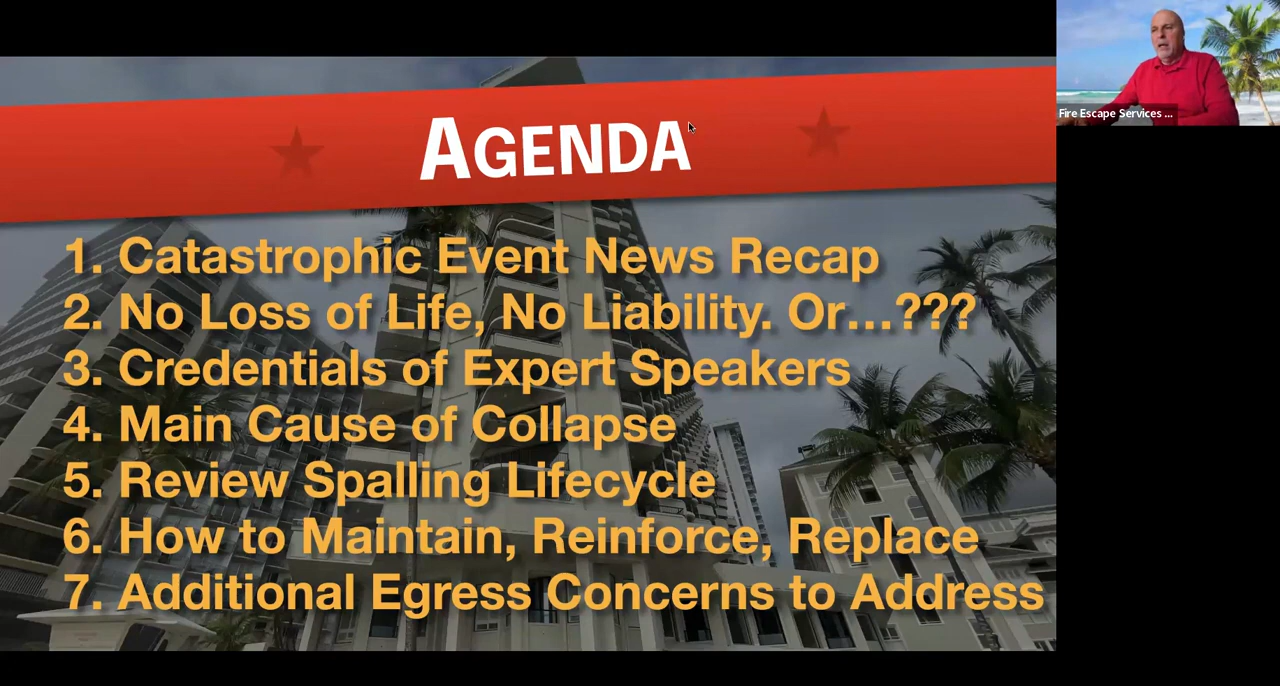 AGENDA
1. Catastrophic Event News Recap
2. No Loss of Life, No Liability. Or...???
3. Credentials of Expert Speakers
4. Main Cause of Collapse
5. Review Spalling Lifecycle
6. How to Maintain, Reinforce, Replace
7. Additional Egress Concerns to Address
Fire Escape Services ...